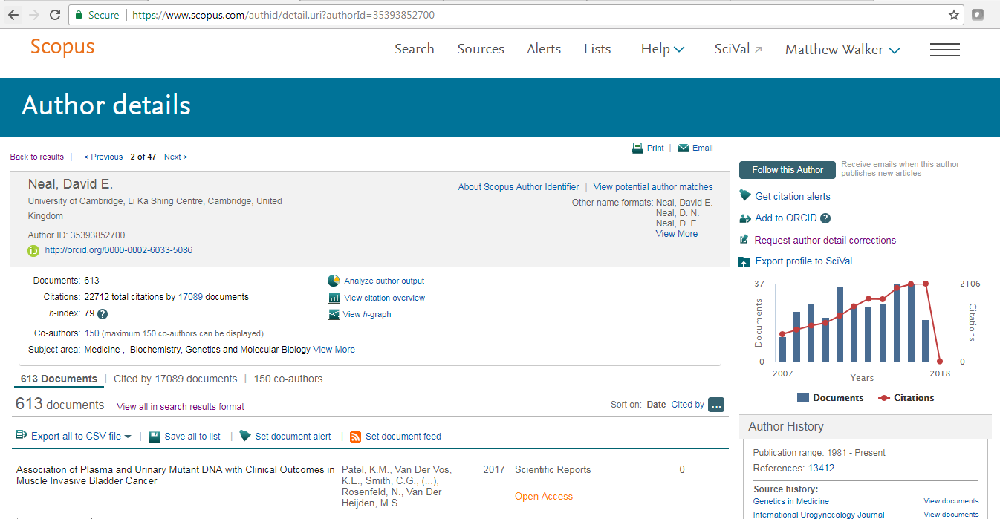 Secure | https://www.scopus.com/authid/detail.uri?authorId=35393852700
Scopus
Search Sources Alerts Lists Help SciVal Matthew Walker
Author details
Print | Email
Back to results | < Previous 2 of 47 Next >
Neal, David E.
University of Cambridge, Li Ka Shing Centre, Cambridge, United
Kingdom
Author ID: 35393852700
iD http://orcid.org/0000-0002-6033-5086
About Scopus Author Identifier | View potential author matches
Other name formats: Neal, David E.
Neal, D. N.
Neal, D. E.
View More
Documents: 613
Citations: 22712 total citations by 17089 documents
h-index: 79 ?
Co-authors: 150 (maximum 150 co-authors can be displayed)
Subject area: Medicine , Biochemistry, Genetics and Molecular Biology View More
Analyze author output
View citation overview
View h-graph
613 Documents | Cited by 17089 documents | 150 co-authors
613 documents View all in search results format
Sort on: Date Cited by ...
Export all to CSV file | Save all to list | Set document alert | Set document feed
Association of Plasma and Urinary Mutant DNA with Clinical Outcomes in
Muscle Invasive Bladder Cancer
Patel, K.M., Van Der Vos,
K.E., Smith, C.G., (...),
Rosenfeld, N., Van Der
Heijden, M.S.
2017 Scientific Reports 0
Open Access
Follow this Author
Receive emails when this author
publishes new articles
Get citation alerts
Add to ORCID ?
Request author detail corrections
Export profile to SciVal
37 2106
Documents
Citations
0 0
2007 2018
Years
Documents Citations
Author History
Publication range: 1981 - Present
References: 13412
Source history:
Genetics in Medicine View documents
International Urogynecology Journal View documents